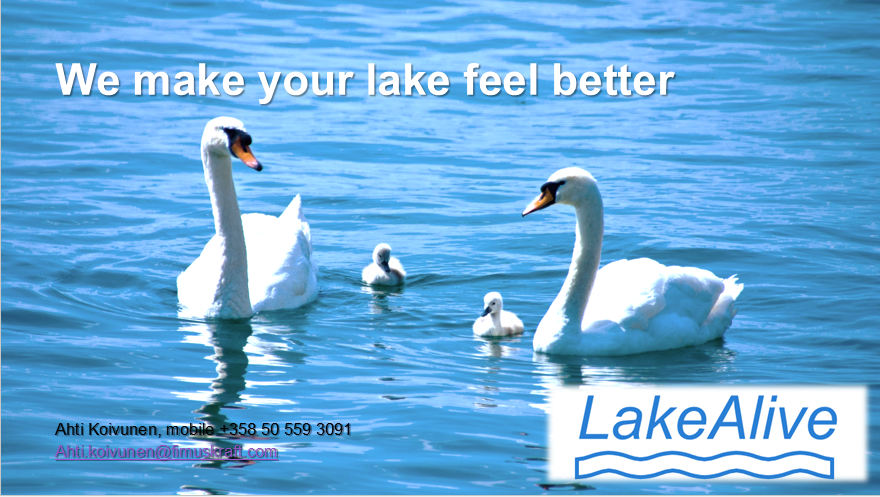 We make your lake feel better
Ahti Koivunen, mobile +358 50 559 3091
Ahti.koivunen@fimuskraft.com
LakeAlive